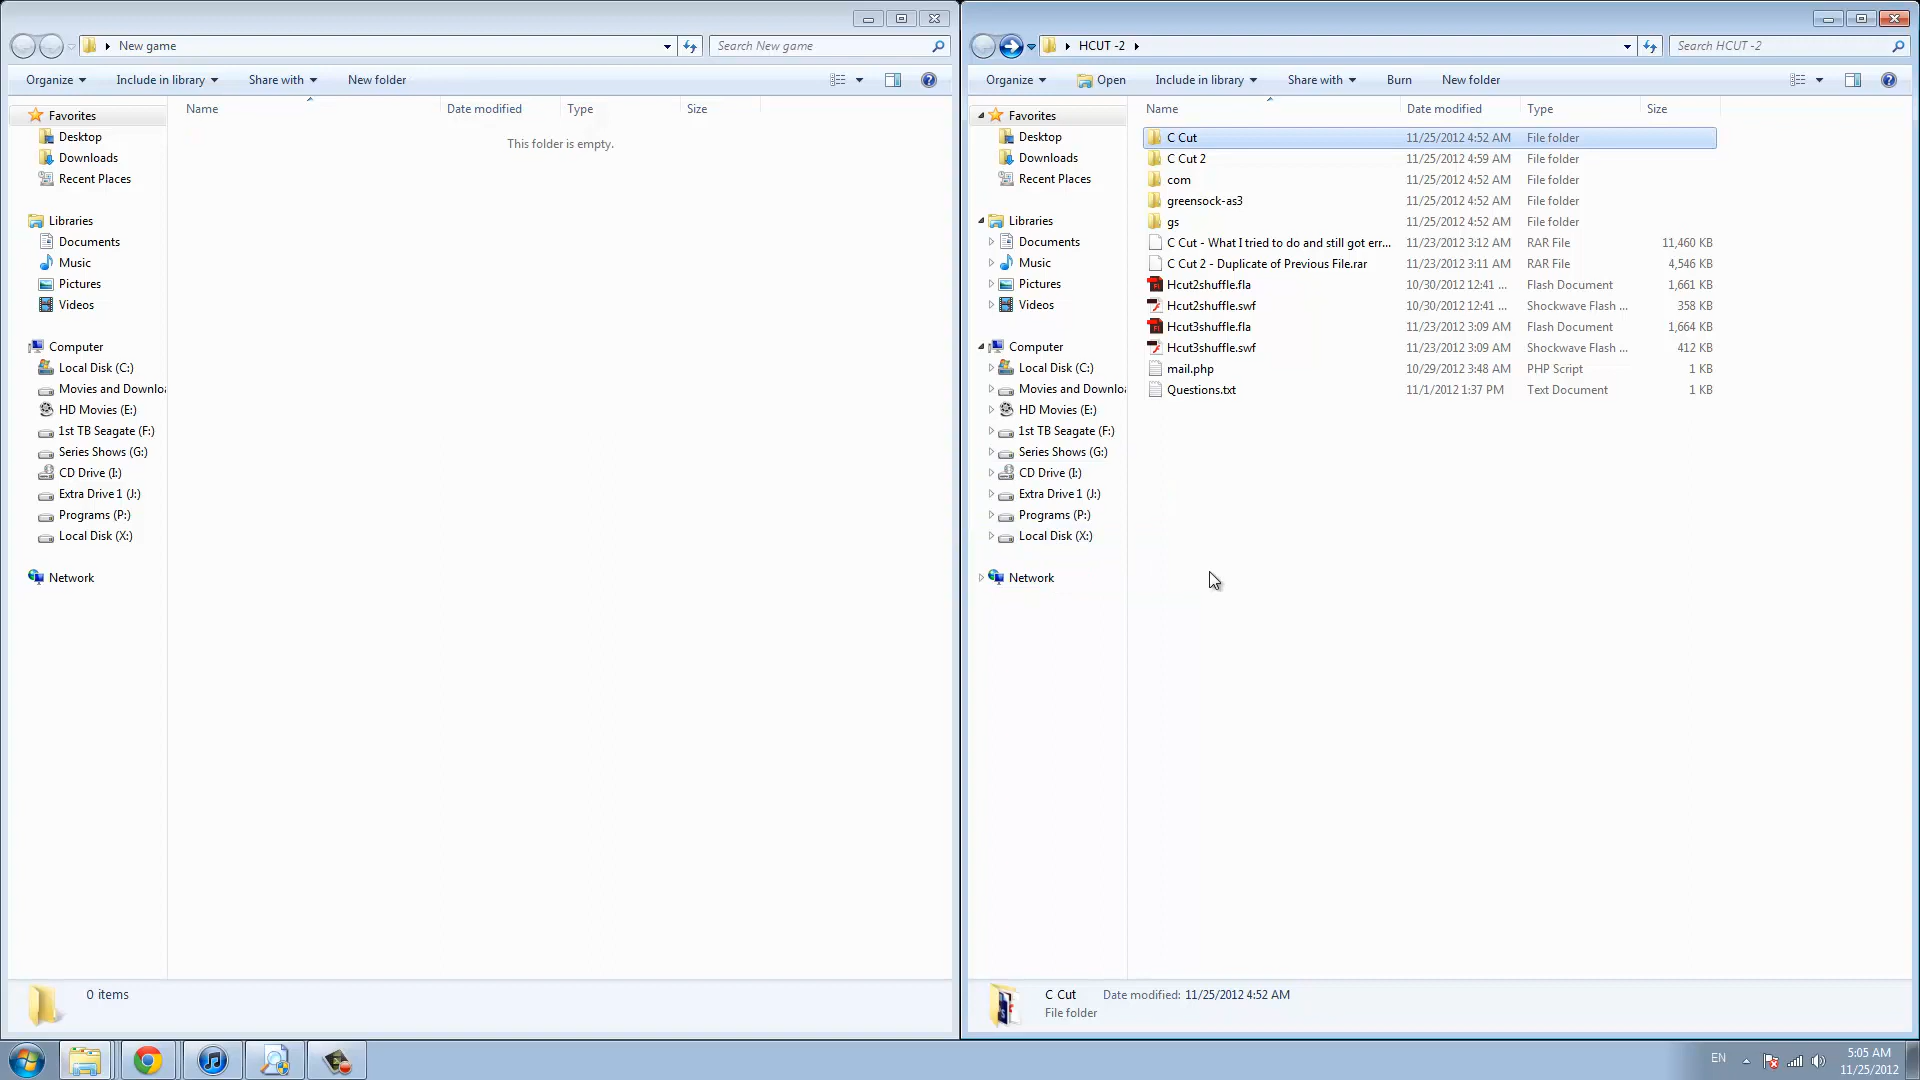 New game
Search New game
Organize
Include in library
Share with
New folder
Name
Date modified
Type
Size
This folder is empty.
Favorites
Desktop
Downloads
Recent Places
Libraries
Documents
Music
Pictures
Videos
Computer
Local Disk (C:)
Movies and Downloa
HD Movies (E:)
1st TB Seagate (F:)
Series Shows (G:)
CD Drive (I:)
Extra Drive 1 (J:)
Programs (P:)
Local Disk (X:)
Network
0 items
HCUT -2
Search HCUT -2
Organize
Open
Include in library
Share with
Burn
New folder
Favorites
Desktop
Downloads
Recent Places
Libraries
Documents
Music
Pictures
Videos
Computer
Local Disk (C:)
Movies and Downloa
HD Movies (E:)
1st TB Seagate (F:)
Series Shows (G:)
CD Drive (I:)
Extra Drive 1 (J:)
Programs (P:)
Local Disk (X:)
Network
Name Date modified Type Size
C Cut 11/25/2012 4:52 AM File folder
C Cut 2 11/25/2012 4:59 AM File folder
com 11/25/2012 4:52 AM File folder
greensock-as3 11/25/2012 4:52 AM File folder
gs 11/25/2012 4:52 AM File folder
C Cut - What I tried to do and still got err... 11/23/2012 3:12 AM RAR File 11,460 KB
C Cut 2 - Duplicate of Previous File.rar 11/23/2012 3:11 AM RAR File 4,546 KB
Hcut2shuffle.fla 10/30/2012 12:41 ... Flash Document 1,661 KB
Hcut2shuffle.swf 10/30/2012 12:41 ... Shockwave Flash ... 358 KB
Hcut3shuffle.fla 11/23/2012 3:09 AM Flash Document 1,664 KB
Hcut3shuffle.swf 11/23/2012 3:09 AM Shockwave Flash ... 412 KB
mail.php 10/29/2012 3:48 AM PHP Script 1 KB
Questions.txt 11/1/2012 1:37 PM Text Document 1 KB
C Cut Date modified: 11/25/2012 4:52 AM
File folder
EN
5:05 AM
11/25/2012